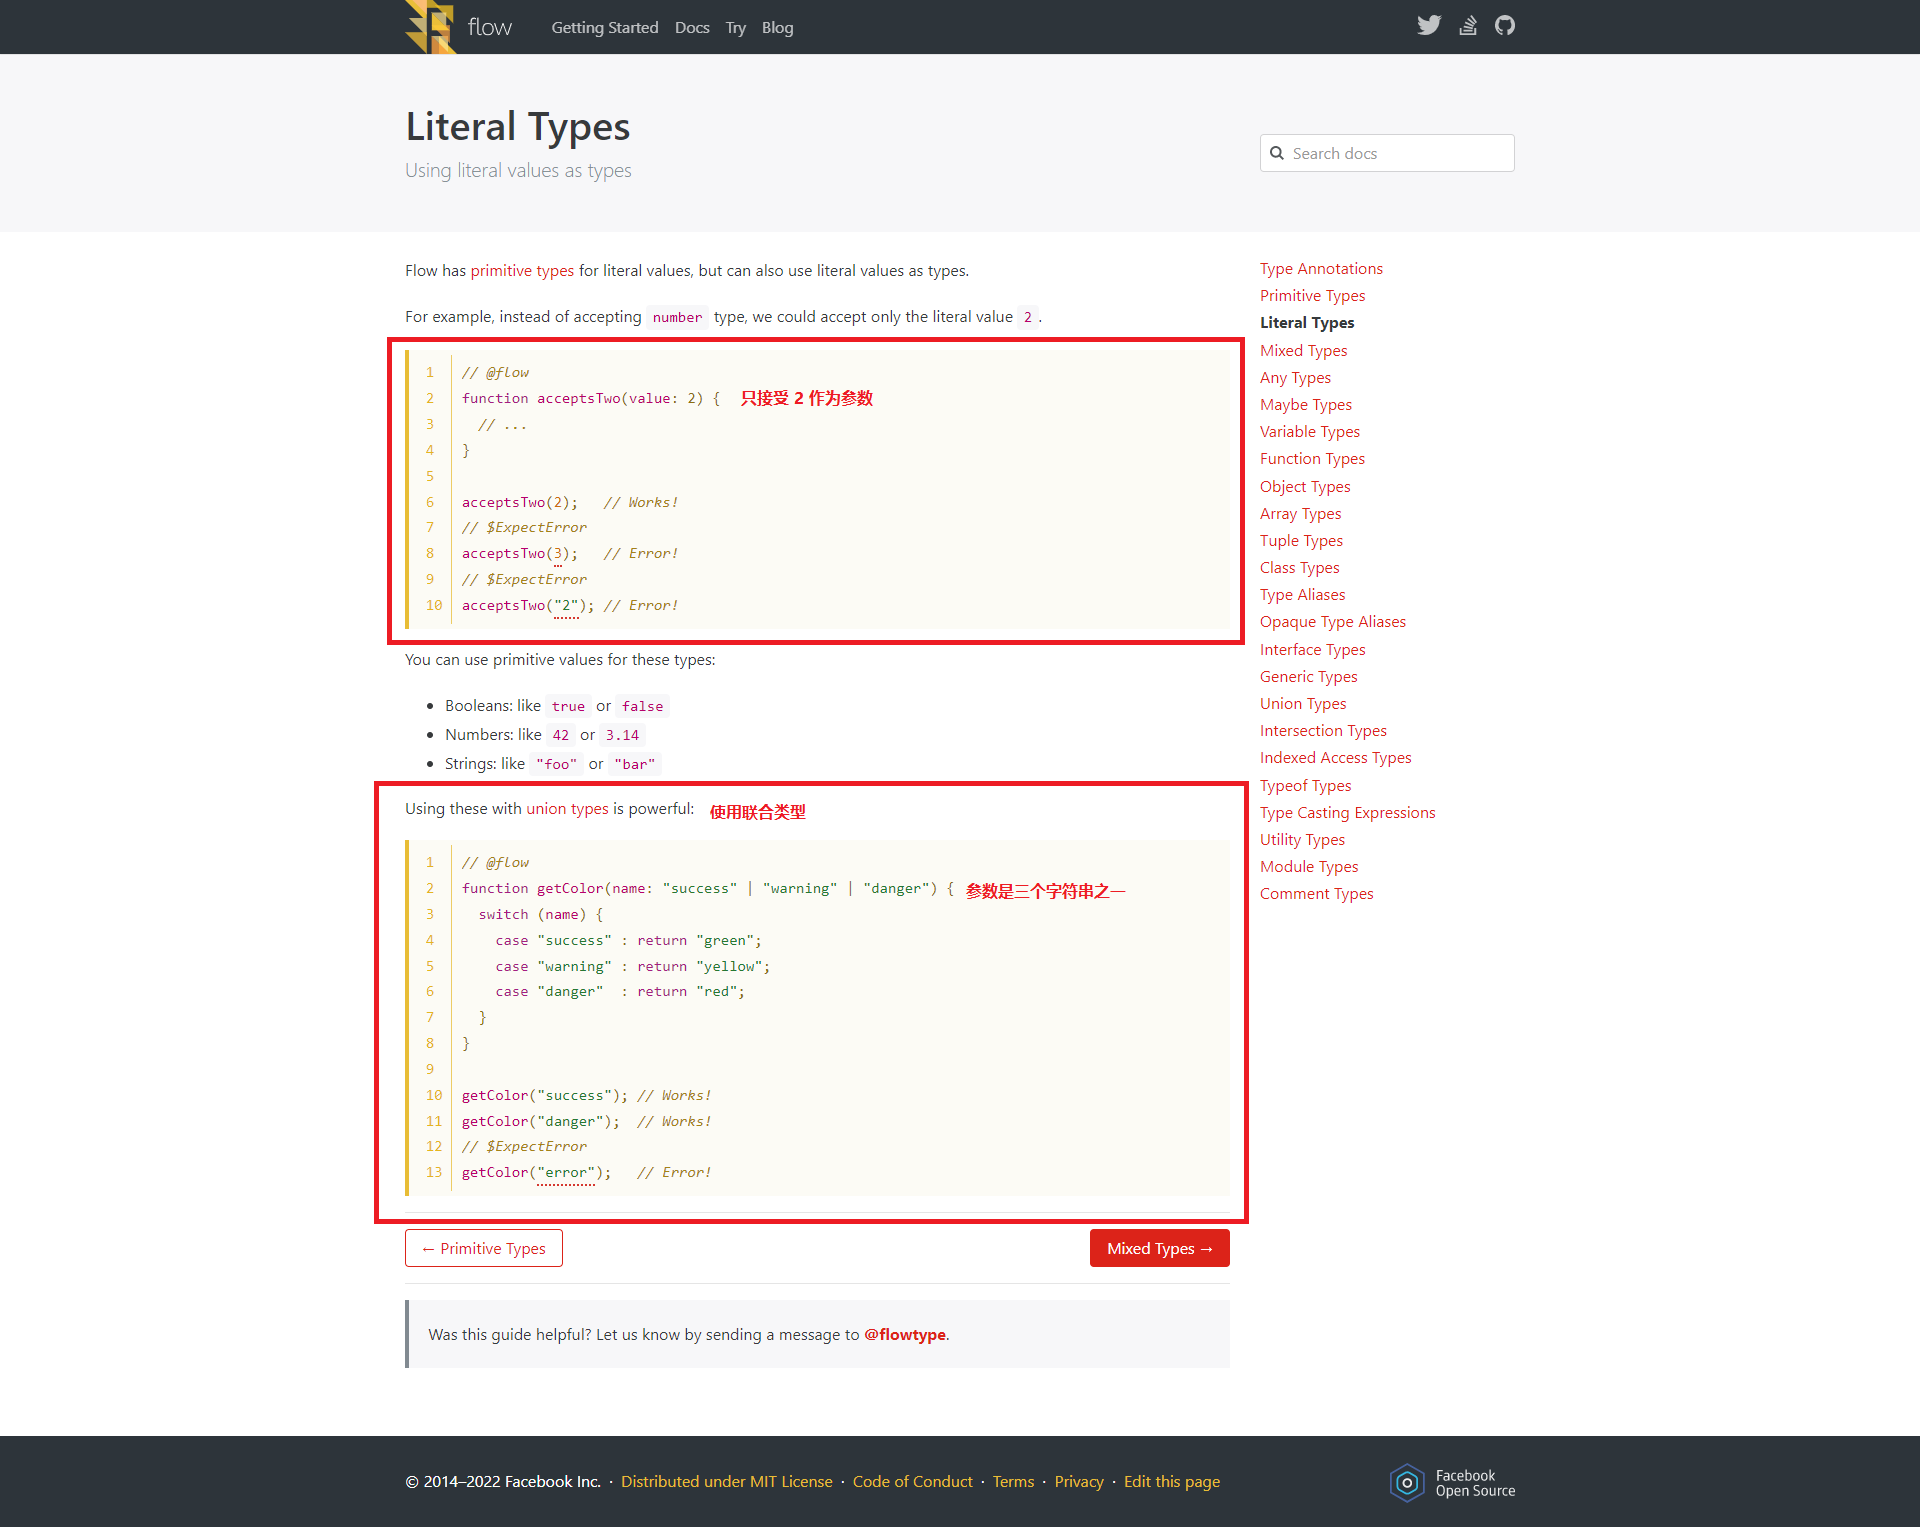 flow
Getting Started Docs Try Blog
Literal Types
Using literal values as types
Search docs
Flow has primitive types for literal values, but can also use literal values as types.
For example, instead of accepting number type, we could accept only the literal value 2.
1 // @flow
2 function acceptsTwo(value: 2) { 只接受 2 作为参数
3 // ...
4 }
5
6 acceptsTwo(2); // Works!
7 // $ExpectError
8 acceptsTwo(3); // Error!
9 // $ExpectError
10 acceptsTwo("2"); // Error!
You can use primitive values for these types:
• Booleans: like true or false
• Numbers: like 42 or 3.14
• Strings: like "foo" or "bar"
Using these with union types is powerful: 使用联合类型
1 // @flow
2 function getColor(name: "success" | "warning" | "danger") { 参数是三个字符串之一
3 switch (name) {
4 case "success" : return "green";
5 case "warning" : return "yellow";
6 case "danger" : return "red";
7 }
8 }
9
10 getColor("success"); // Works!
11 getColor("danger"); // Works!
12 // $ExpectError
13 getColor("error"); // Error!
← Primitive Types
Mixed Types →
Was this guide helpful? Let us know by sending a message to @flowtype.
Type Annotations
Primitive Types
Literal Types
Mixed Types
Any Types
Maybe Types
Variable Types
Function Types
Object Types
Array Types
Tuple Types
Class Types
Type Aliases
Opaque Type Aliases
Interface Types
Generic Types
Union Types
Intersection Types
Indexed Access Types
Typeof Types
Type Casting Expressions
Utility Types
Module Types
Comment Types
© 2014–2022 Facebook Inc. · Distributed under MIT License · Code of Conduct · Terms · Privacy · Edit this page
Facebook
Open Source